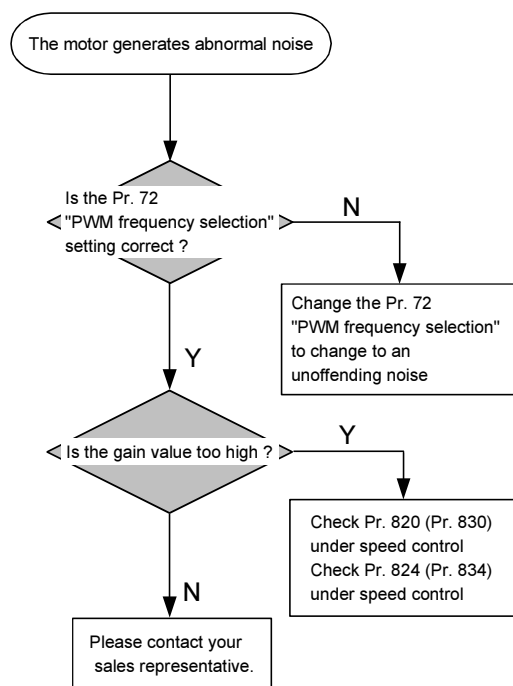 The motor generates abnormal noise
Is the Pr. 72
"PWM frequency selection"
setting correct ?
N
Change the Pr. 72
"PWM frequency selection"
to change to an
unoffending noise
Y
Is the gain value too high ?
Y
Check Pr. 820 (Pr. 830)
under speed control
Check Pr. 824 (Pr. 834)
under speed control
N
Please contact your
sales representative.